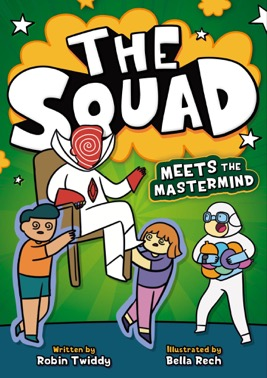 THE
SQUAD
MEETS THE
MASTERMIND
Written by
Robin Twiddy
Illustrated by
Bella Rech